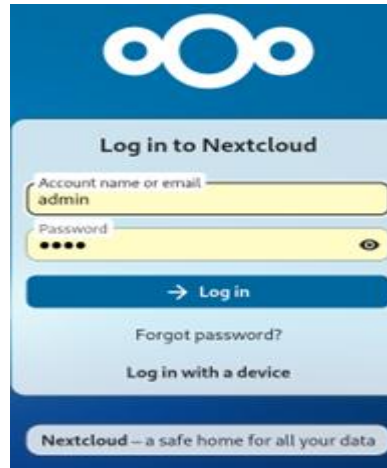 Log in to Nextcloud
Account name or email
admin
Password
••••
→ Log in
Forgot password?
Log in with a device
Nextcloud – a safe home for all your data